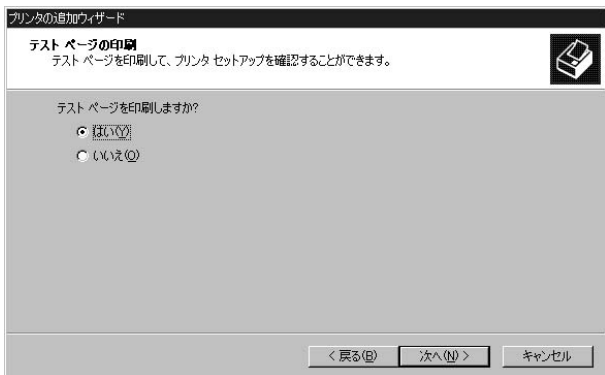 プリンタの追加ウィザード
テスト ページの印刷
テスト ページを印刷して、プリンタ セットアップを確認することができます。
テスト ページを印刷しますか?
はい(Y)
いいえ(O)
< 戻る(B)
次へ(N) >
キャンセル